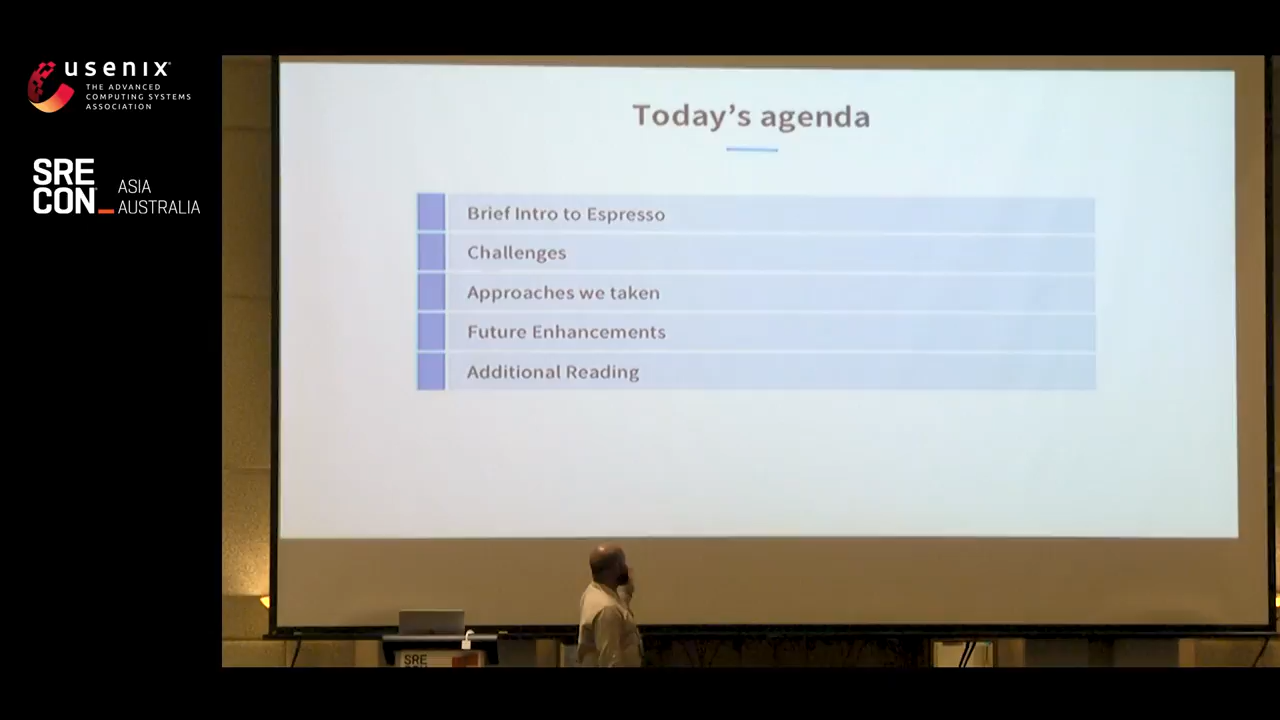 usenix
THE ADVANCED
COMPUTING SYSTEMS
ASSOCIATION
SRE
CON
ASIA
AUSTRALIA
Today's agenda
Brief Intro to Espresso
Challenges
Approaches we taken
Future Enhancements
Additional Reading
SRE
CON